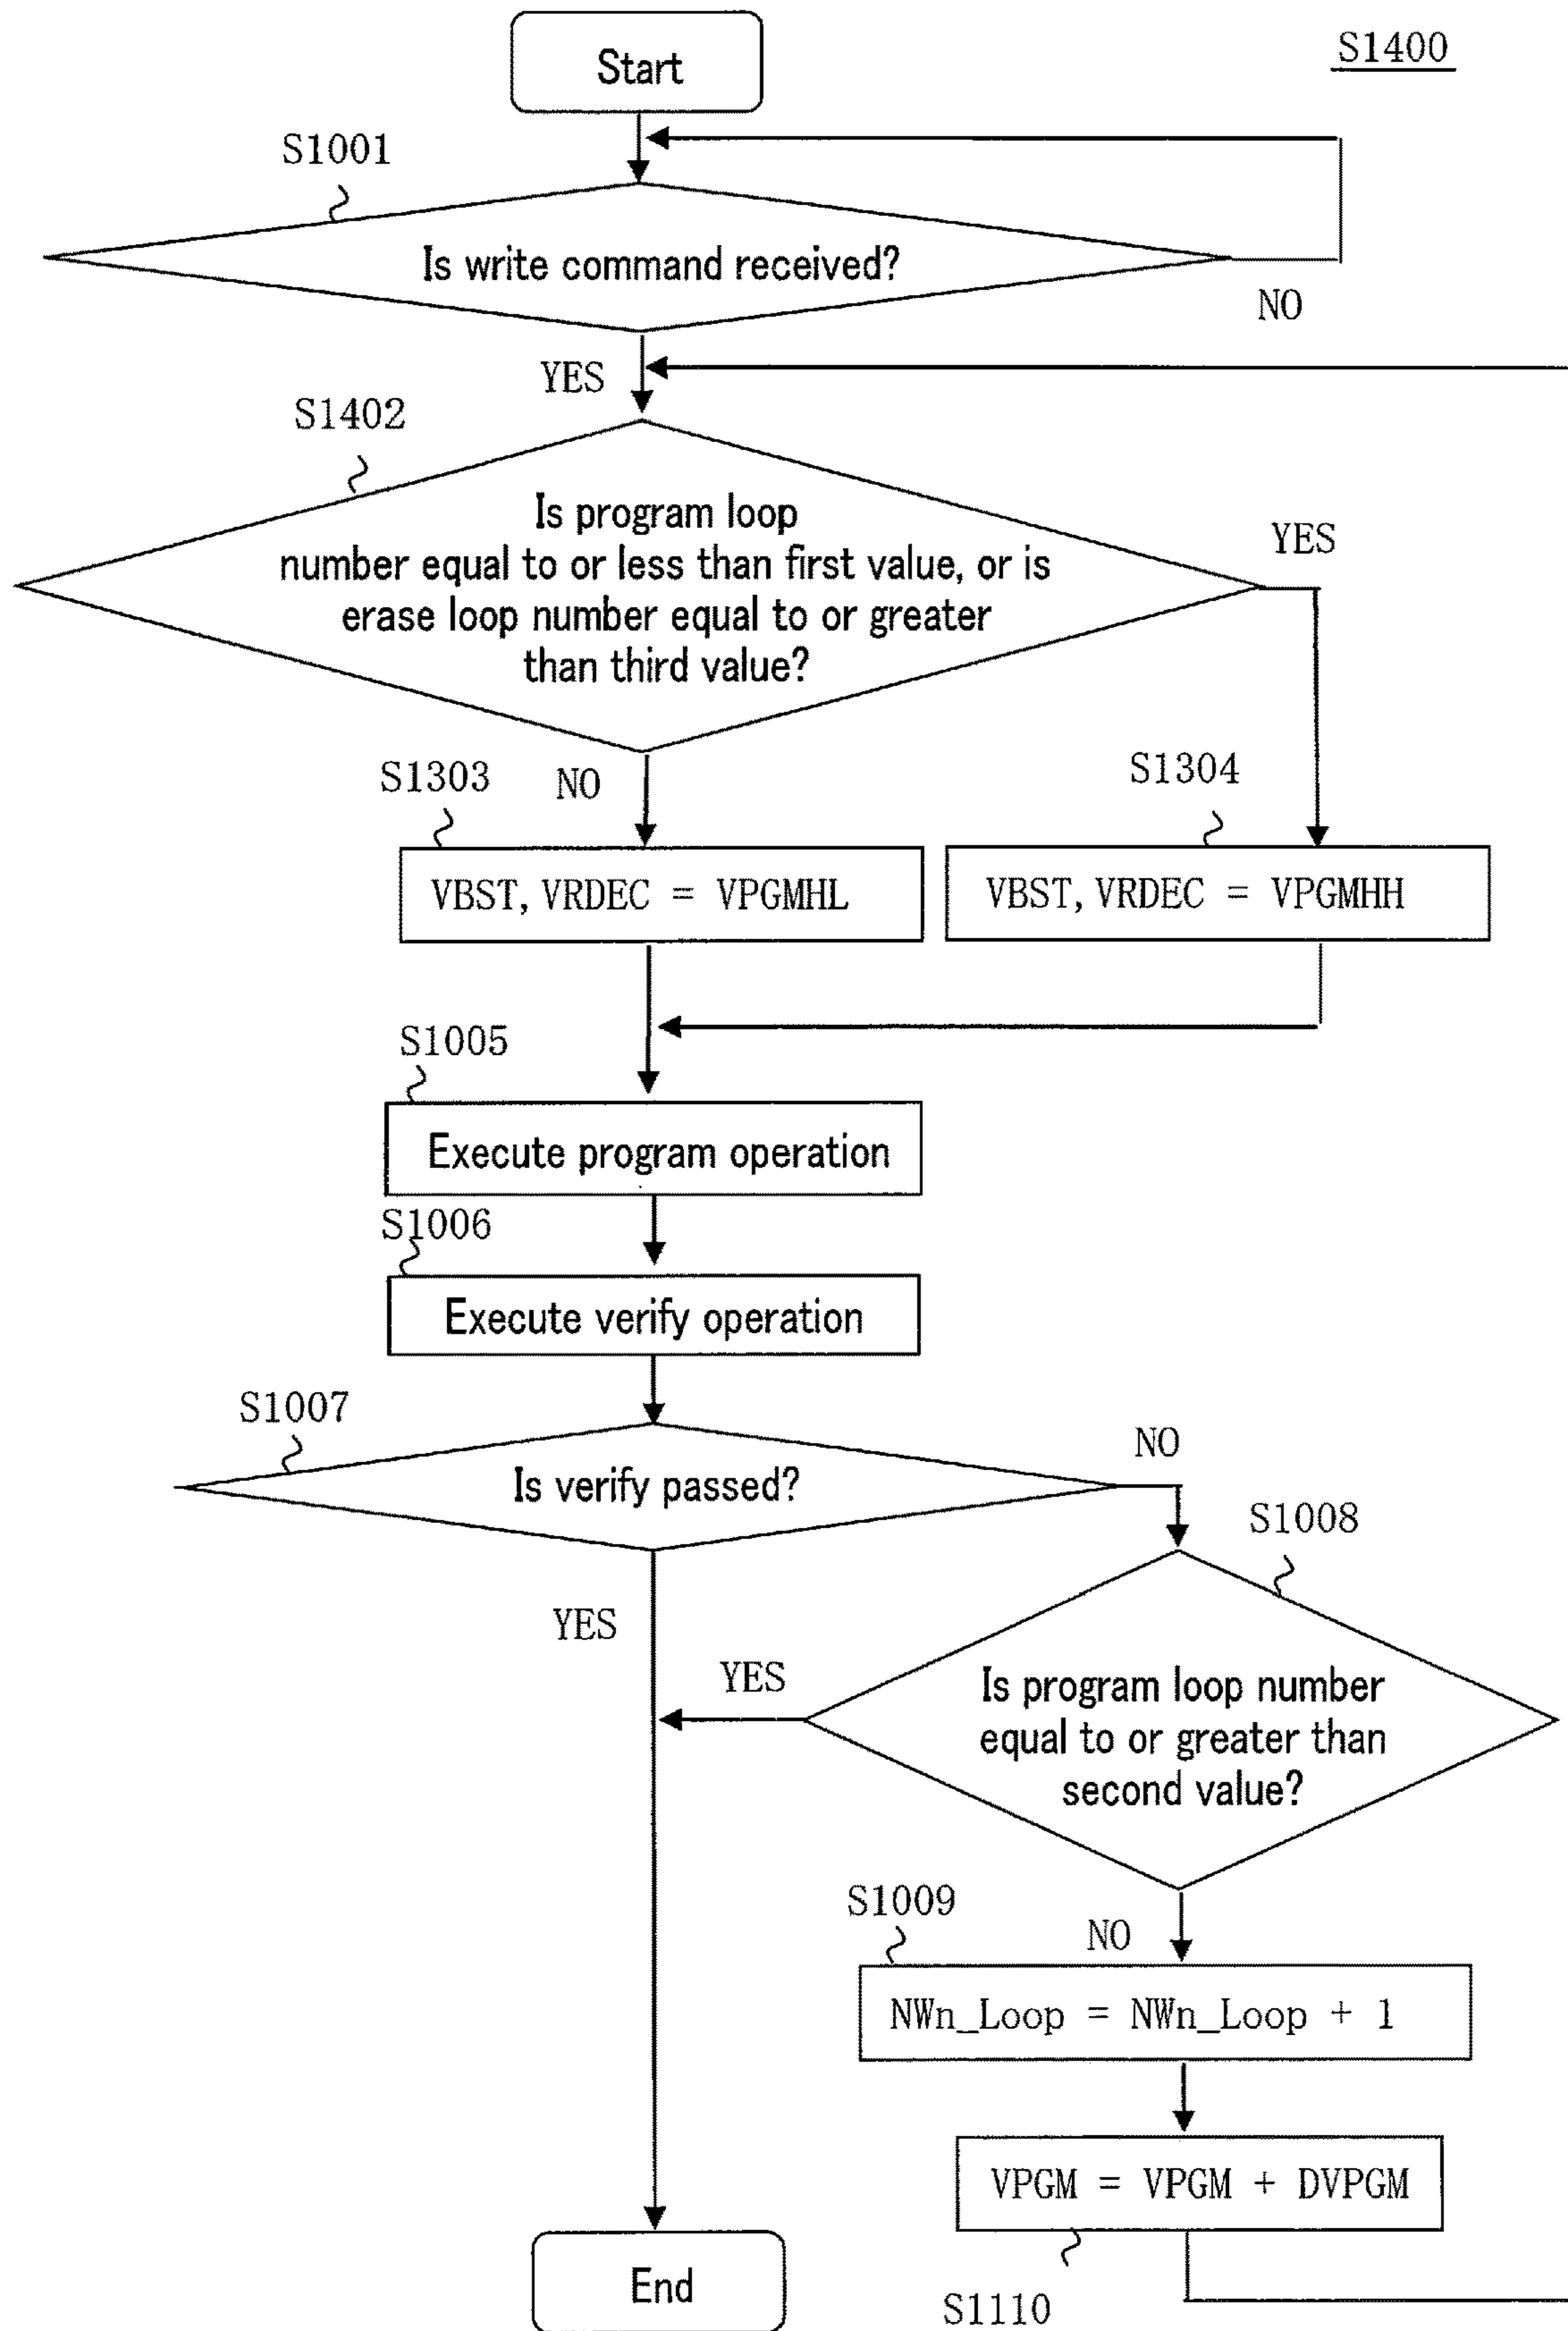 S1400
Start
S1001
Is write command received?
NO
YES
S1402
Is program loop
number equal to or less than first value, or is
erase loop number equal to or greater
than third value?
YES
NO
S1303
VBST, VRDEC = VPGMHL
S1304
VBST, VRDEC = VPGMHH
S1005
Execute program operation
S1006
Execute verify operation
S1007
Is verify passed?
NO
YES
S1008
Is program loop number
equal to or greater than
second value?
YES
NO
S1009
NWn_Loop = NWn_Loop + 1
VPGM = VPGM + DVPGM
S1110
End